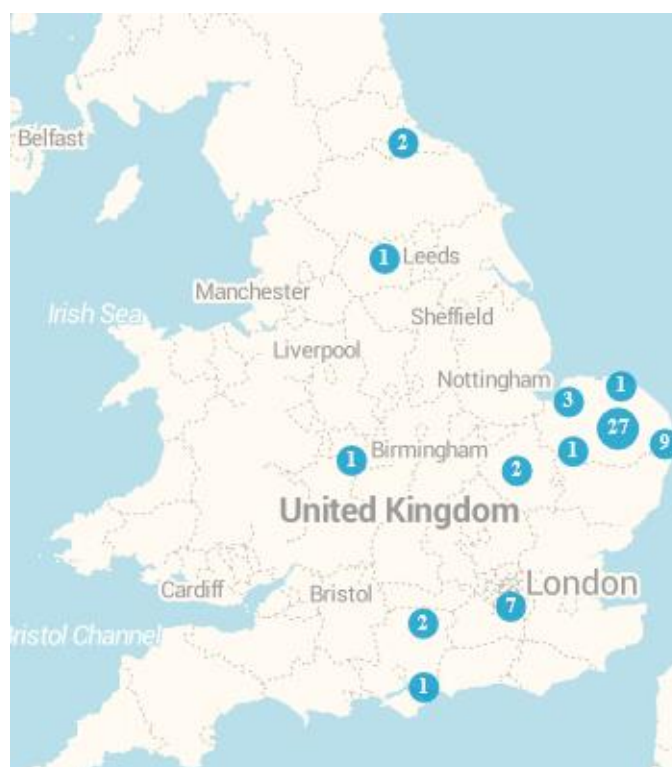 Belfast
2
1
Leeds
Manchester
Irish Sea
Sheffield
Liverpool
Nottingham
1
3
27
9
1
Birmingham
1
2
United Kingdom
Cardiff
Bristol
London
7
2
Bristol Channel
1